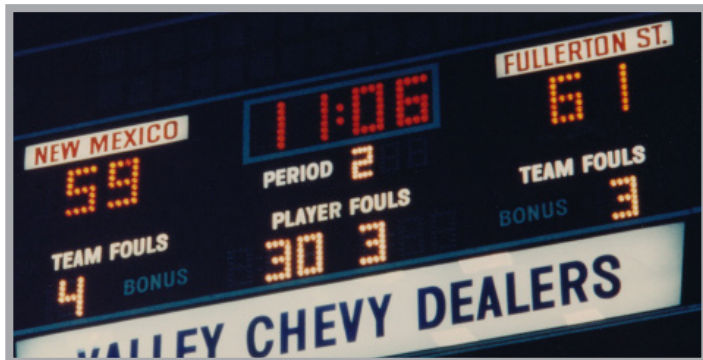 FULLERTON ST.
NEW MEXICO
11:06
61
59
PERIOD 2
TEAM FOULS
PLAYER FOULS
TEAM FOULS
BONUS 3
30 3
4 BONUS
VALLEY CHEVY DEALERS